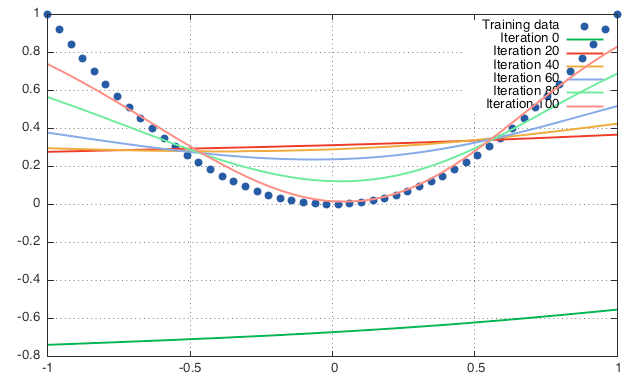 1
0.8
0.6
0.4
0.2
0
-0.2
-0.4
-0.6
-0.8
-1
-0.5
0
0.5
1
Training data
Iteration 0
Iteration 20
Iteration 40
Iteration 60
Iteration 80
Iteration 100